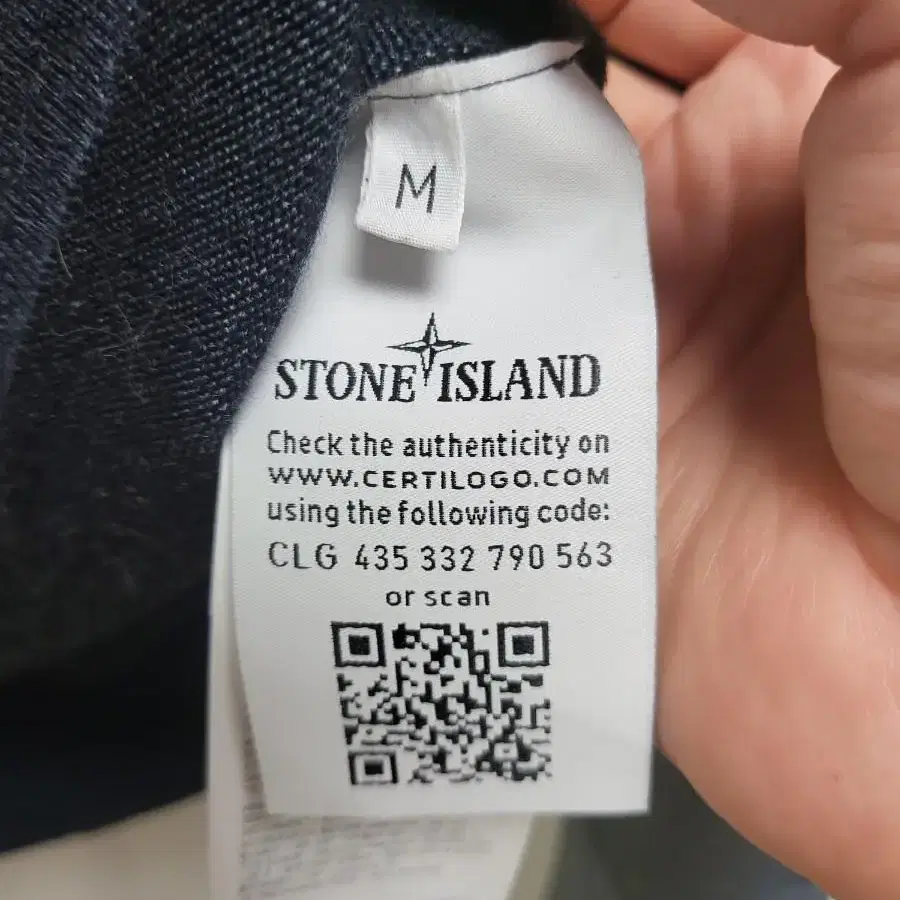 M
STONE ISLAND
Check the authenticity on
WWW.CERTILOGO.COM
using the following code:
CLG 435 332 790 563
or scan